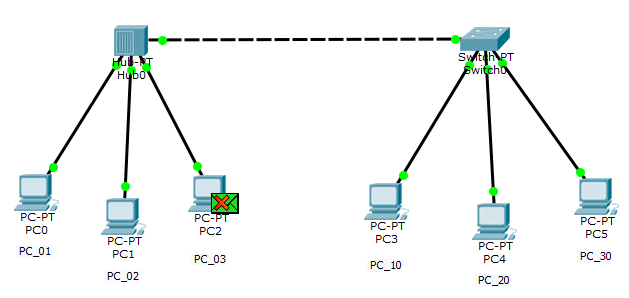 Hub-PT
Hub0
Switch-PT
Switch0
PC-PT
PC0
PC_01
PC-PT
PC1
PC_02
PC-PT
PC2
PC_03
PC-PT
PC3
PC_10
PC-PT
PC4
PC_20
PC-PT
PC5
PC_30